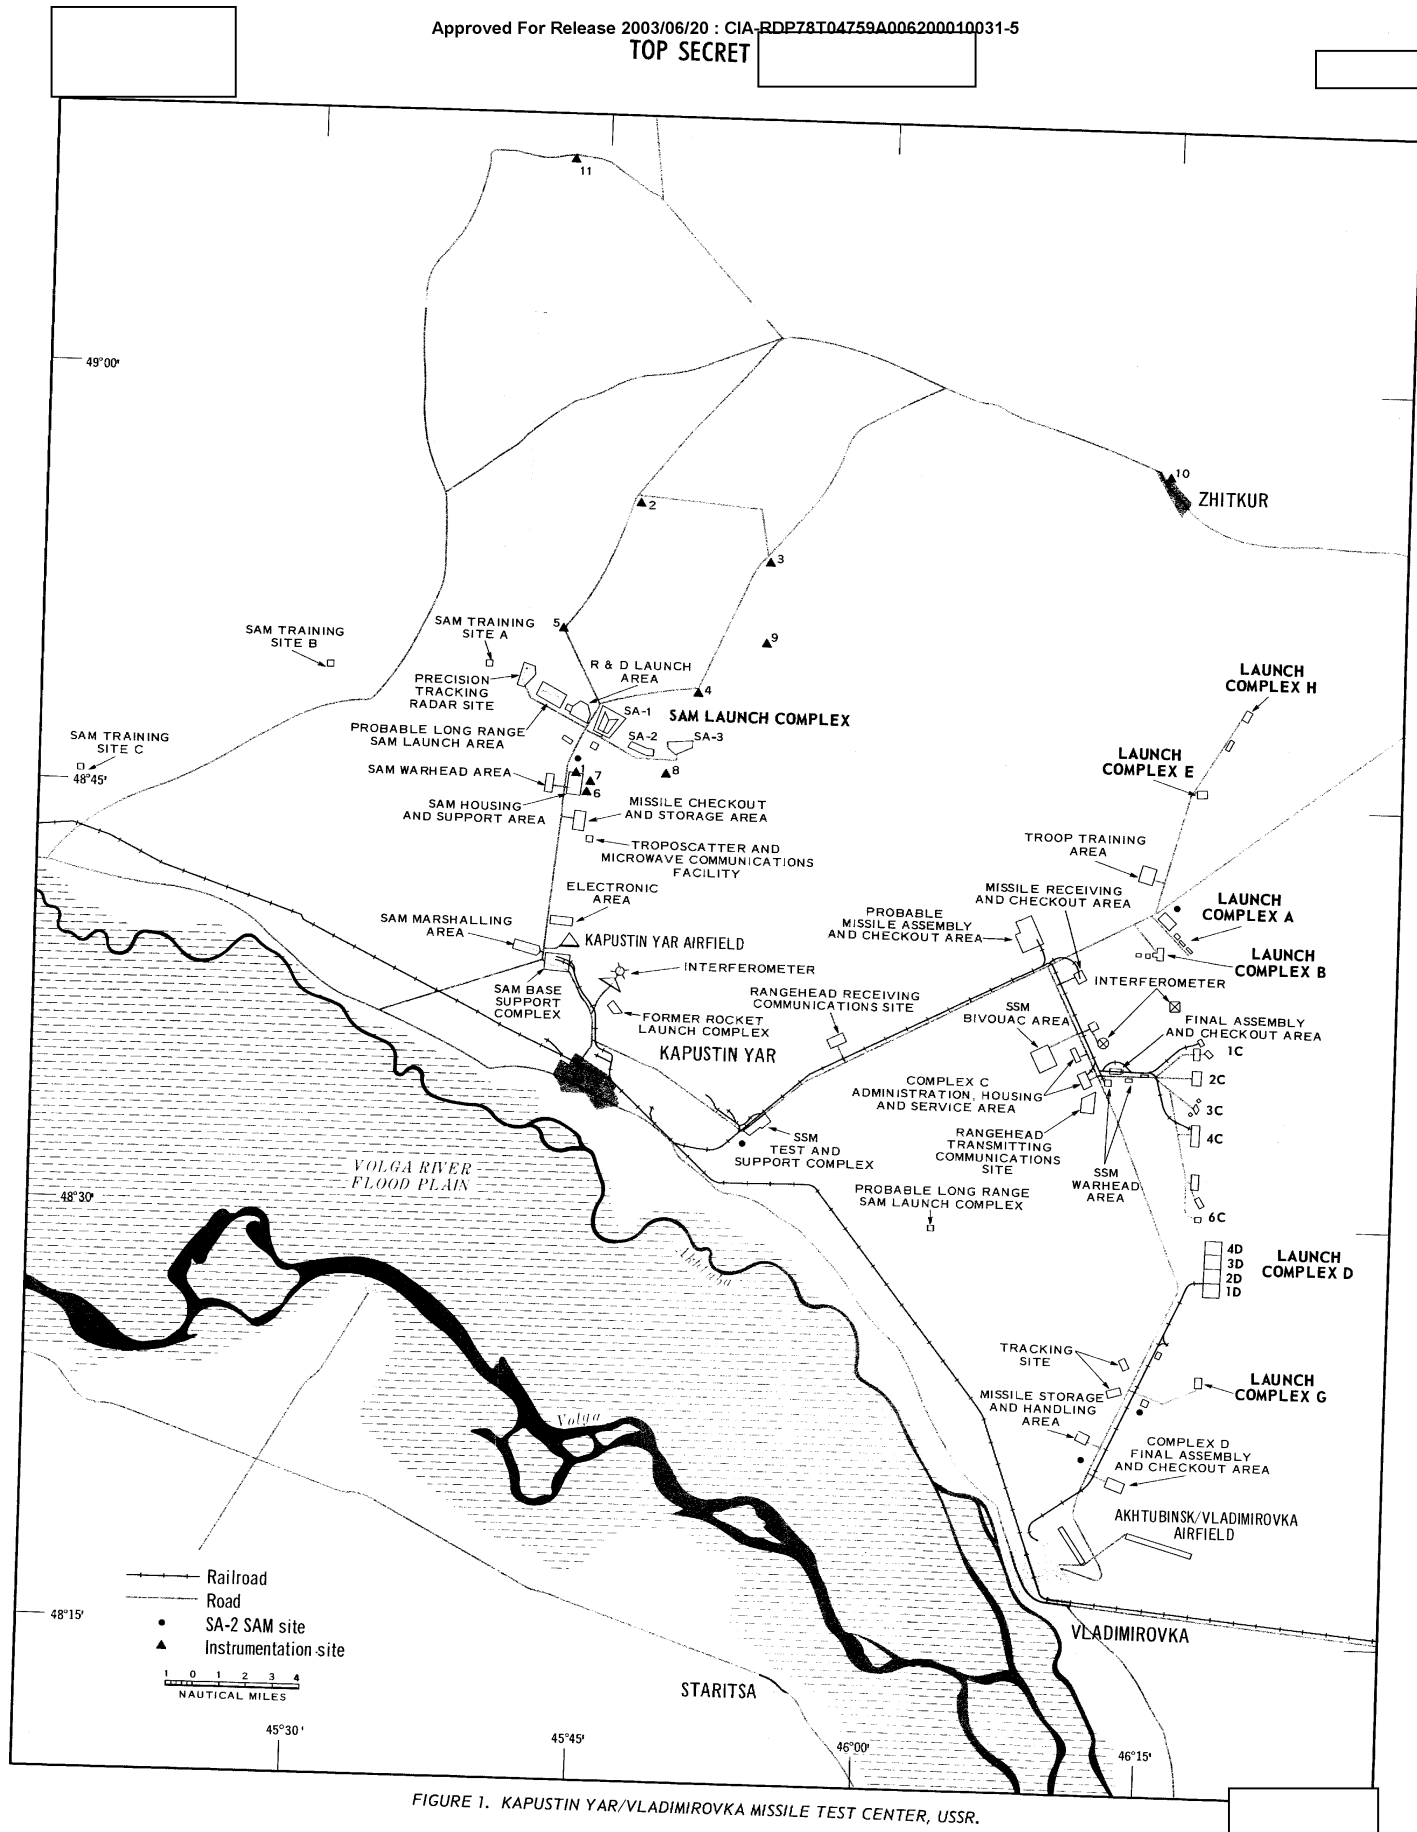 Approved For Release 2003/06/20 : CIA-RDP78T04759A006200010031-5
TOP SECRET
11
49°00'
10
ZHITKUR
2
3
5
9
SAM TRAINING
SITE B
SAM TRAINING
SITE A
R & D LAUNCH
AREA
PRECISION
TRACKING
RADAR SITE
4
SA-1
SAM LAUNCH COMPLEX
LAUNCH
COMPLEX H
PROBABLE LONG RANGE
SAM LAUNCH AREA
SA-2
SA-3
SAM TRAINING
SITE C
48°45'
SAM WARHEAD AREA
1
7
6
8
LAUNCH
COMPLEX E
SAM HOUSING
AND SUPPORT AREA
MISSILE CHECKOUT
AND STORAGE AREA
TROPOSCATTER AND
MICROWAVE COMMUNICATIONS
FACILITY
TROOP TRAINING
AREA
ELECTRONIC
AREA
MISSILE RECEIVING
AND CHECKOUT AREA
LAUNCH
COMPLEX A
SAM MARSHALLING
AREA
KAPUSTIN YAR AIRFIELD
PROBABLE
MISSILE ASSEMBLY
AND CHECKOUT AREA
LAUNCH
COMPLEX B
INTERFEROMETER
SAM BASE
SUPPORT
COMPLEX
RANGEHEAD RECEIVING
COMMUNICATIONS SITE
INTERFEROMETER
FORMER ROCKET
LAUNCH COMPLEX
SSM
BIVOUAC AREA
FINAL ASSEMBLY
AND CHECKOUT AREA
KAPUSTIN YAR
1C
2C
3C
4C
6C
COMPLEX C
ADMINISTRATION, HOUSING
AND SERVICE AREA
RANGEHEAD
TRANSMITTING
COMMUNICATIONS
SITE
SSM
TEST AND
SUPPORT COMPLEX
SSM
WARHEAD
AREA
VOLGA RIVER
FLOOD PLAIN
48°30'
PROBABLE LONG RANGE
SAM LAUNCH COMPLEX
4D
3D
2D
1D
LAUNCH
COMPLEX D
TRACKING
SITE
LAUNCH
COMPLEX G
MISSILE STORAGE
AND HANDLING
AREA
Volga
COMPLEX D
FINAL ASSEMBLY
AND CHECKOUT AREA
AKHTUBINSK/VLADIMIROVKA
AIRFIELD
Railroad
Road
SA-2 SAM site
Instrumentation site
48°15'
1 0 1 2 3 4
NAUTICAL MILES
VLADIMIROVKA
STARITSA
45°30'
45°45'
46°00'
46°15'
FIGURE 1. KAPUSTIN YAR/VLADIMIROVKA MISSILE TEST CENTER, USSR.